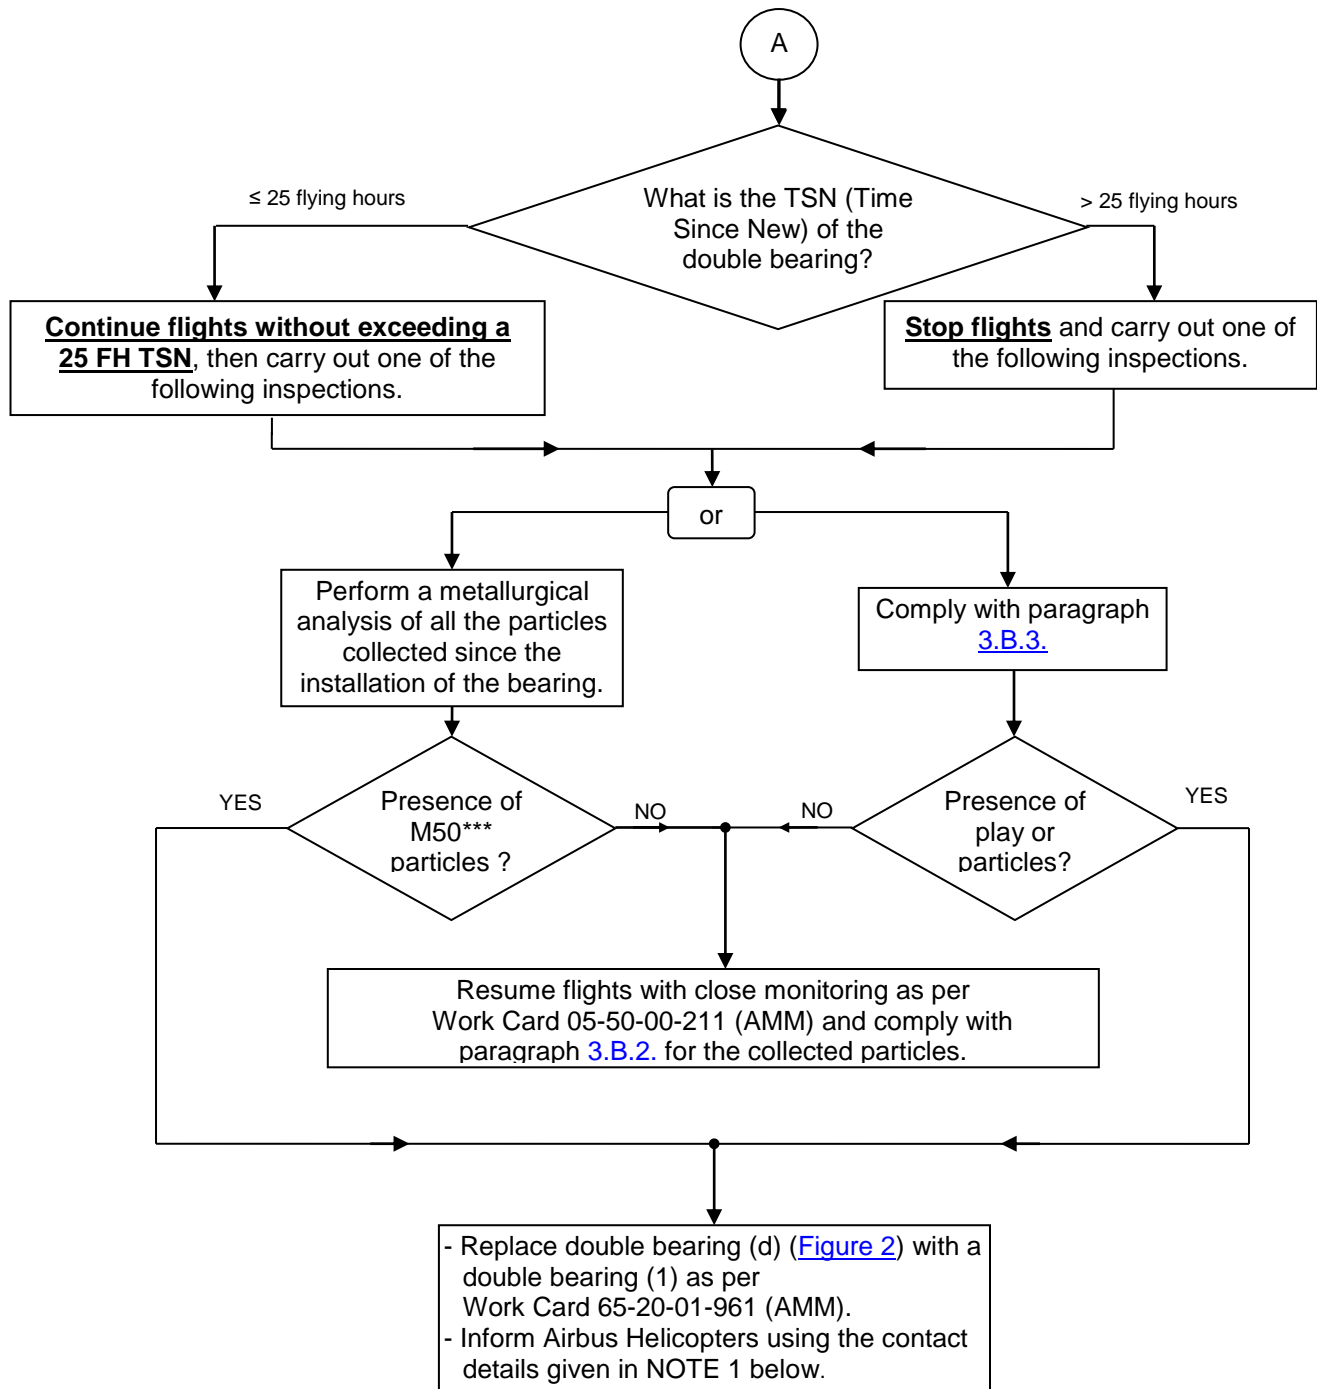 A
What is the TSN (Time
Since New) of the
double bearing?
≤ 25 flying hours
> 25 flying hours
Continue flights without exceeding a
25 FH TSN, then carry out one of the
following inspections.
Stop flights and carry out one of
the following inspections.
or
Perform a metallurgical
analysis of all the particles
collected since the
installation of the bearing.
Comply with paragraph
3.B.3.
YES
Presence of
M50***
particles ?
NO
NO
Presence of
play or
particles?
YES
Resume flights with close monitoring as per
Work Card 05-50-00-211 (AMM) and comply with
paragraph 3.B.2. for the collected particles.
- Replace double bearing (d) (Figure 2) with a
double bearing (1) as per
Work Card 65-20-01-961 (AMM).
- Inform Airbus Helicopters using the contact
details given in NOTE 1 below.